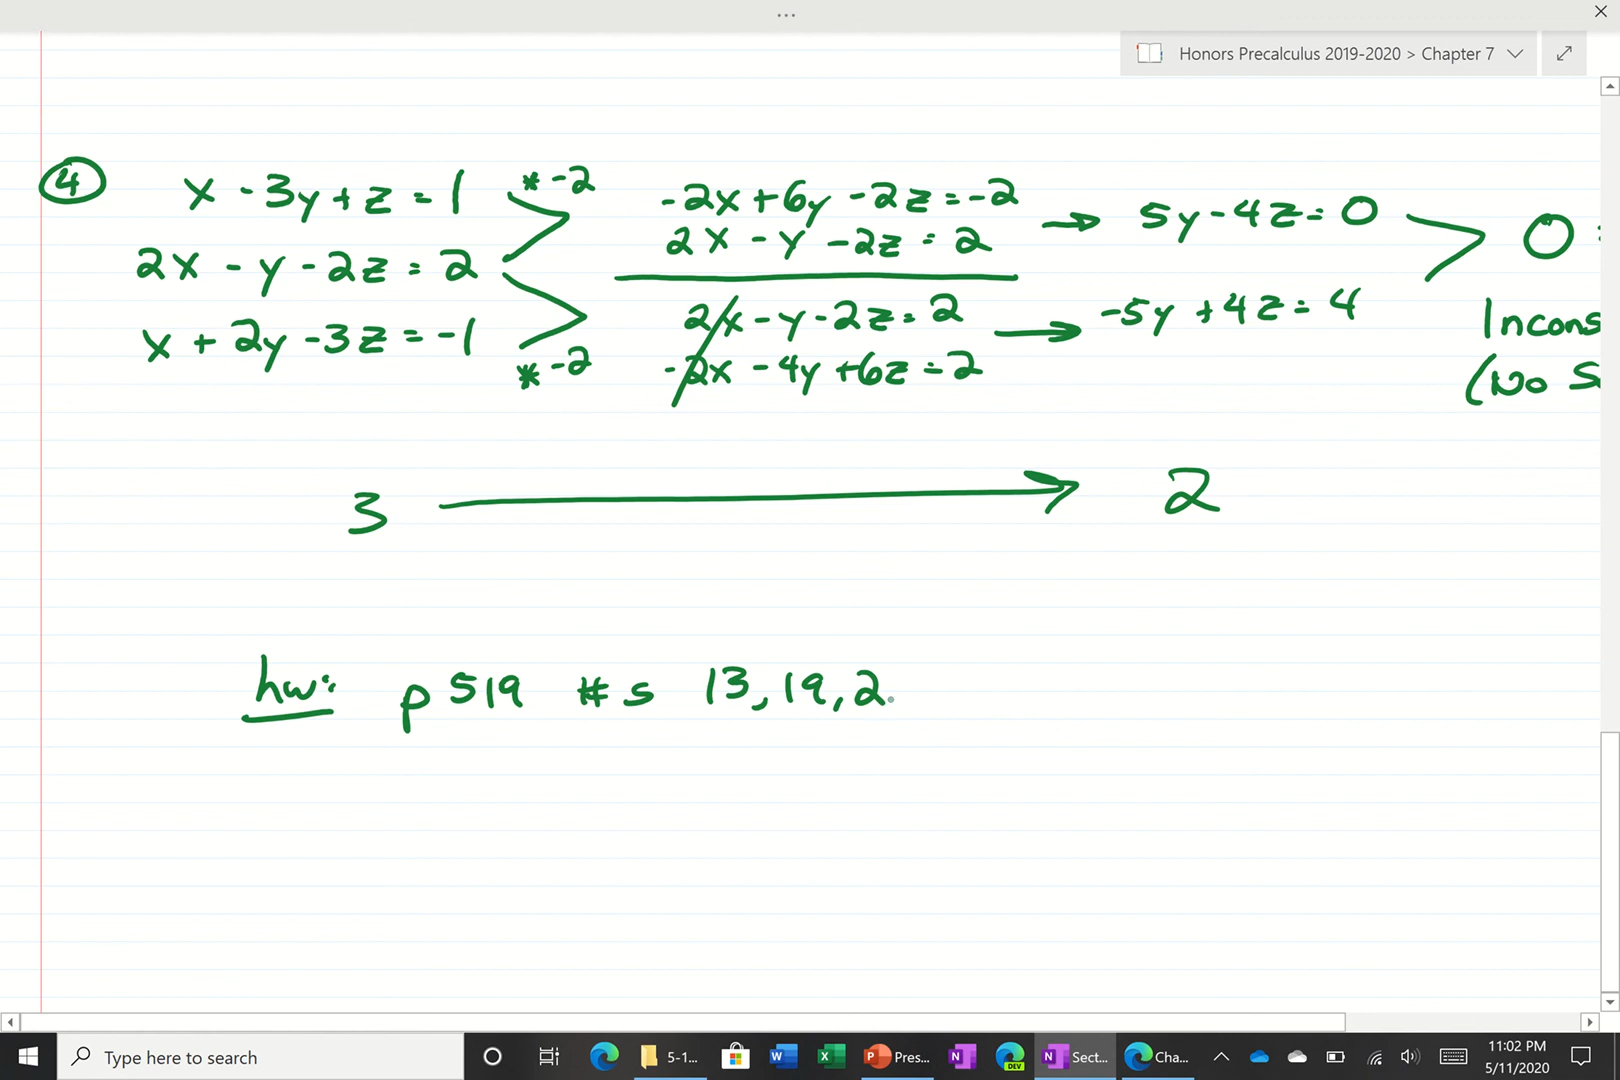 Honors Precalculus 2019-2020 > Chapter 7
④ x - 3y + z = 1 * -2
2x - y - 2z = 2
x + 2y - 3z = -1 * -2
-2x + 6y - 2z = -2
2x - y - 2z = 2
→ 5y - 4z = 0
2x - y - 2z = 2
-2x - 4y + 6z = 2
→ -5y + 4z = 4
0
Incons
(No S
3 → 2
hw: p 519 #s 13, 19, 2
Type here to search
5-1...
Pres...
DEV
Sect...
Cha...
11:02 PM
5/11/2020